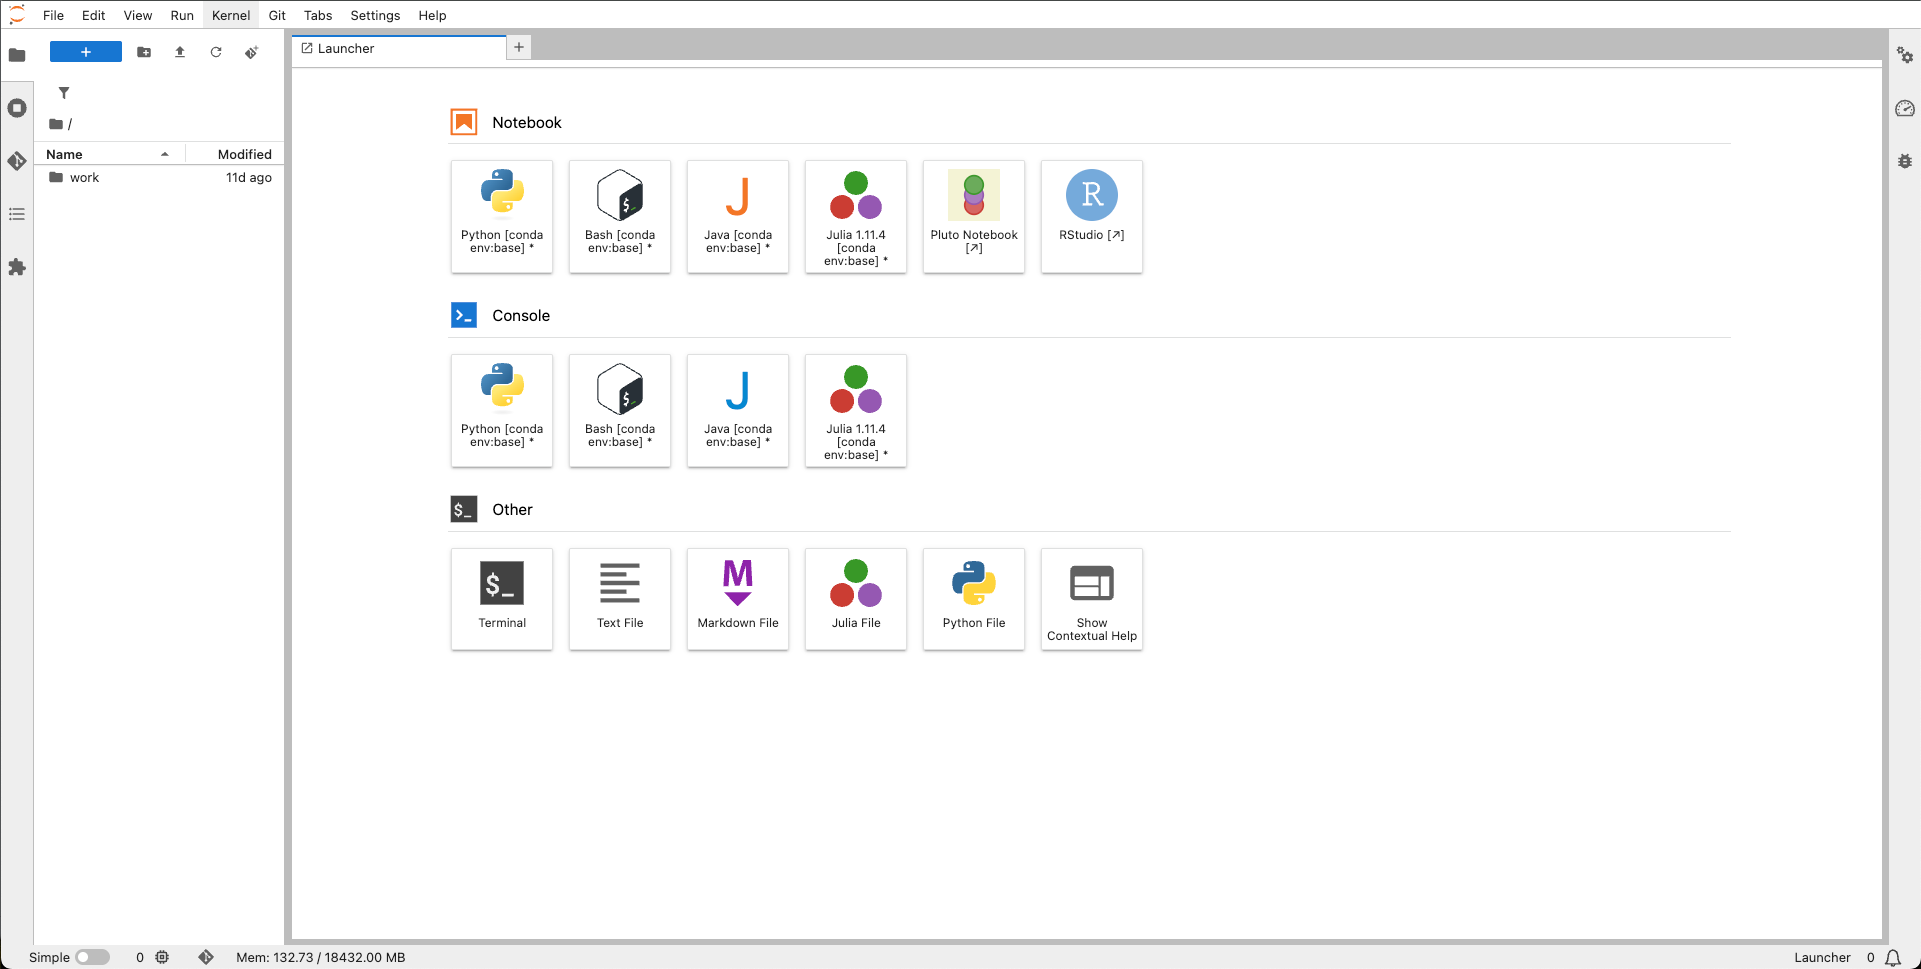 File Edit View Run Kernel Git Tabs Settings Help
Launcher
/
Name Modified
work 11d ago
Notebook
Python [conda
env:base] *
Bash [conda
env:base] *
Java [conda
env:base] *
Julia 1.11.4
[conda
env:base] *
Pluto Notebook
[↗]
RStudio [↗]
Console
Python [conda
env:base] *
Bash [conda
env:base] *
Java [conda
env:base] *
Julia 1.11.4
[conda
env:base] *
$_ Other
Terminal
Text File
Markdown File
Julia File
Python File
Show
Contextual Help
Simple 0 Mem: 132.73 / 18432.00 MB Launcher 0